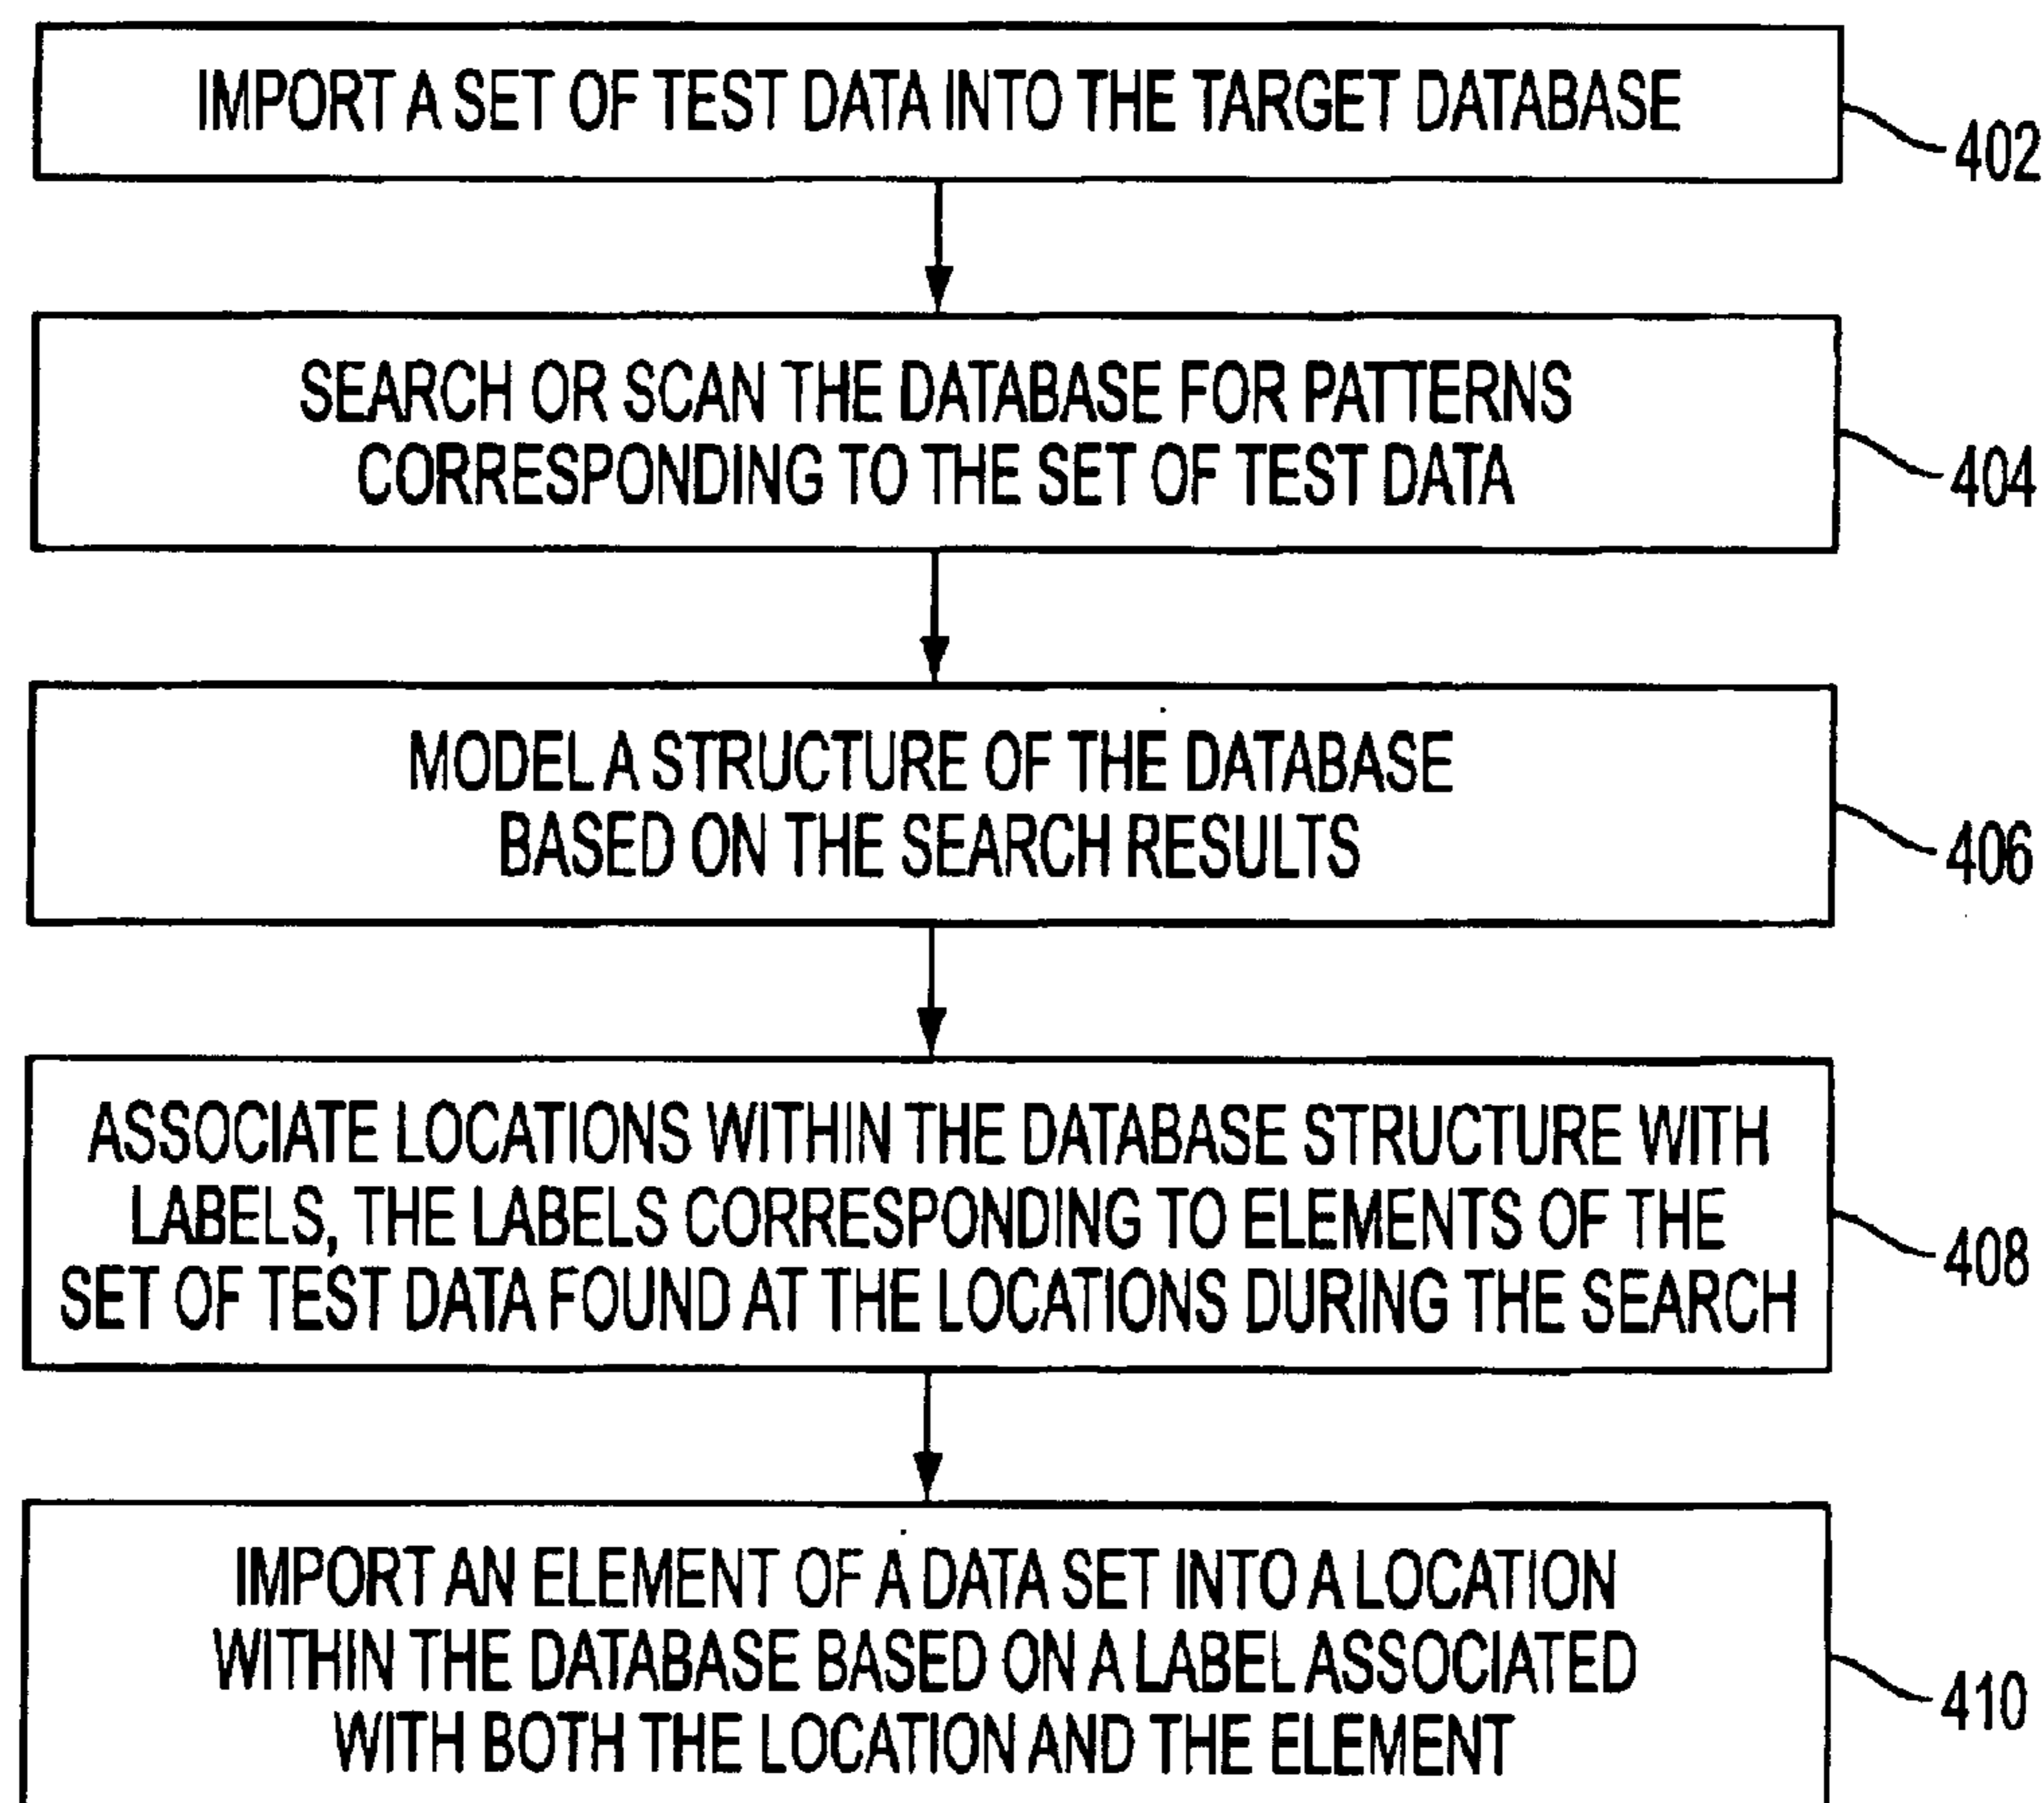 IMPORT A SET OF TEST DATA INTO THE TARGET DATABASE
402
SEARCH OR SCAN THE DATABASE FOR PATTERNS
CORRESPONDING TO THE SET OF TEST DATA
404
MODEL A STRUCTURE OF THE DATABASE
BASED ON THE SEARCH RESULTS
406
ASSOCIATE LOCATIONS WITHIN THE DATABASE STRUCTURE WITH
LABELS, THE LABELS CORRESPONDING TO ELEMENTS OF THE
SET OF TEST DATA FOUND AT THE LOCATIONS DURING THE SEARCH
408
IMPORT AN ELEMENT OF A DATA SET INTO A LOCATION
WITHIN THE DATABASE BASED ON A LABEL ASSOCIATED
WITH BOTH THE LOCATION AND THE ELEMENT
410